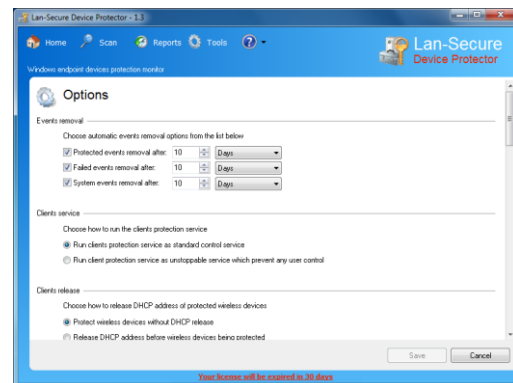 Lan-Secure Device Protector - 1.3
Home Scan Reports Tools
Lan-Secure
Device Protector
Windows endpoint devices protection monitor
Options
Events removal
Choose automatic events removal options from the list below
Protected events removal after: 10 Days
Failed events removal after: 10 Days
System events removal after: 10 Days
Clients service
Choose how to run the clients protection service
Run clients protection service as standard control service
Run client protection service as unstoppable service which prevent any user control
Clients release
Choose how to release DHCP address of protected wireless devices
Protect wireless devices without DHCP release
Release DHCP address before wireless devices being protected
Save Cancel
Your license will be expired in 30 days